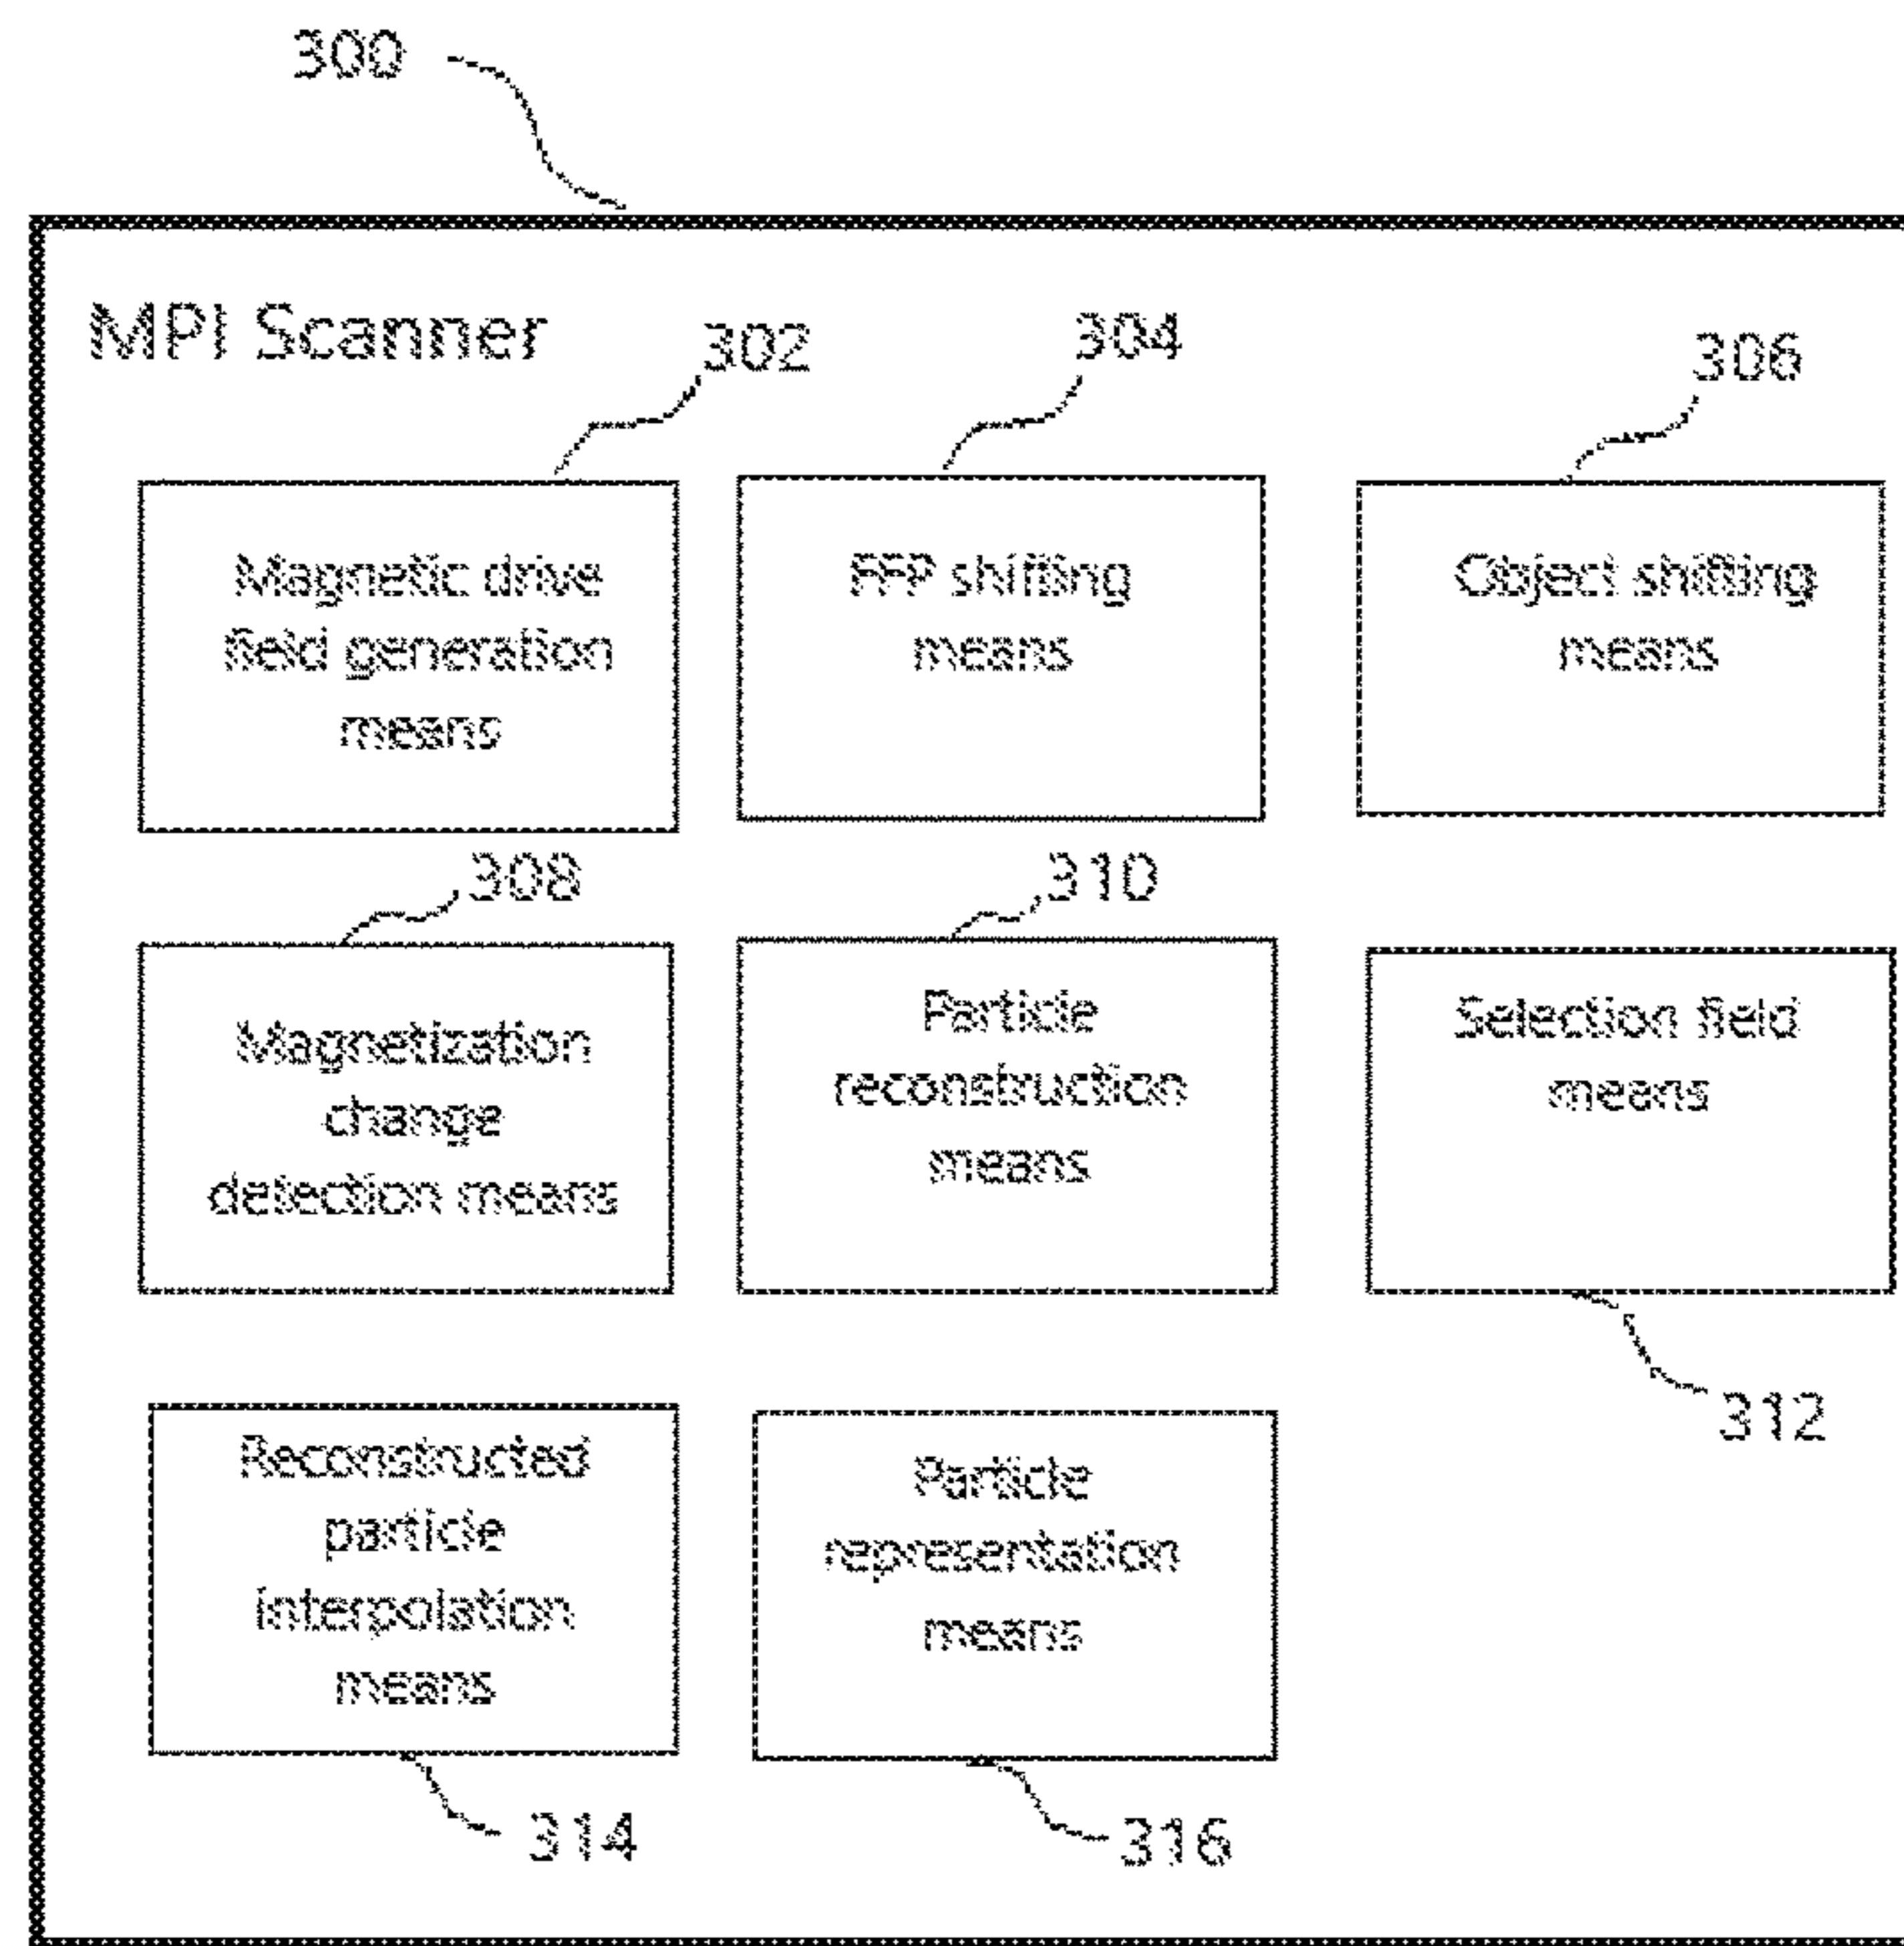 300
MPI Scanner
302
304
306
Magnetic drive
field generation
means
FFP shifting
means
Object shifting
means
308
310
Magnetization
change
detection means
Particle
reconstruction
means
Selection field
means
312
Reconstructed
particle
interpolation
means
Particle
representation
means
314
316